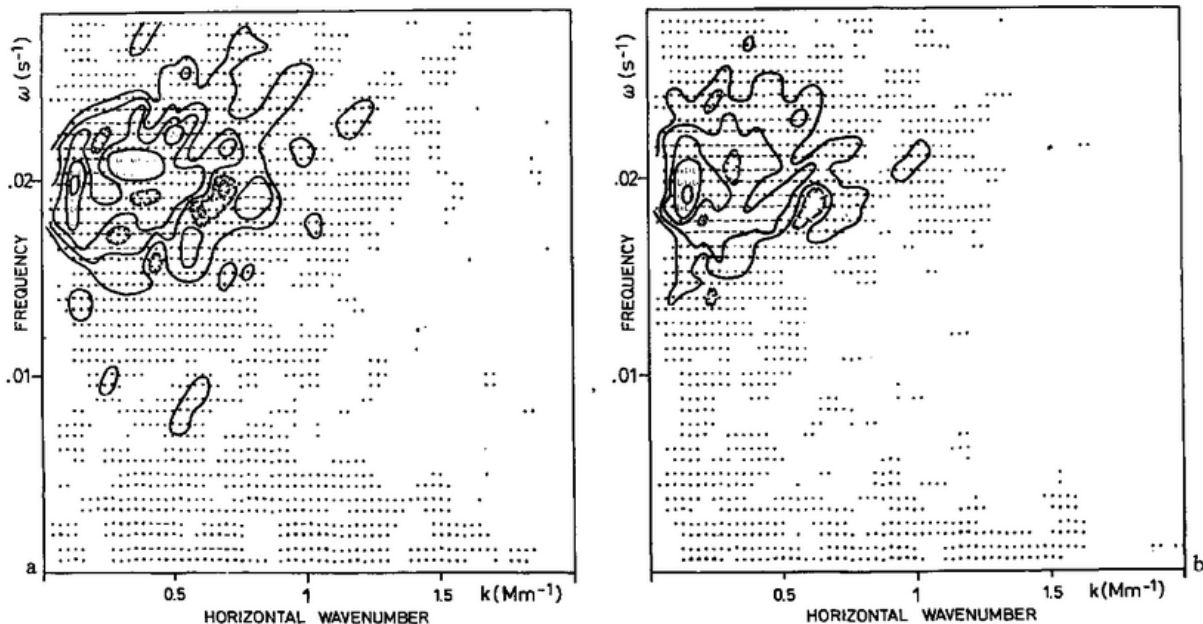 ω (s⁻¹)
.02
FREQUENCY
.01
a
0.5
1
1.5
k(Mm⁻¹)
HORIZONTAL WAVENUMBER
ω (s⁻¹)
.02
FREQUENCY
.01
b
0.5
1
1.5
k(Mm⁻¹)
HORIZONTAL WAVENUMBER